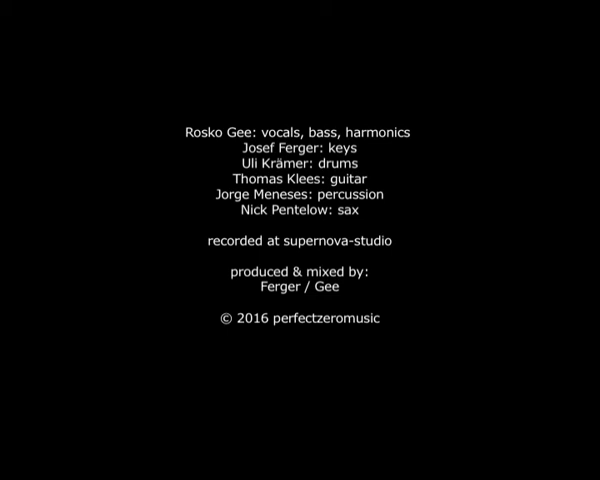 Rosko Gee: vocals, bass, harmonics
Josef Ferger: keys
Uli Krämer: drums
Thomas Klees: guitar
Jorge Meneses: percussion
Nick Pentelow: sax
recorded at supernova-studio
produced & mixed by:
Ferger / Gee
© 2016 perfectzeromusic